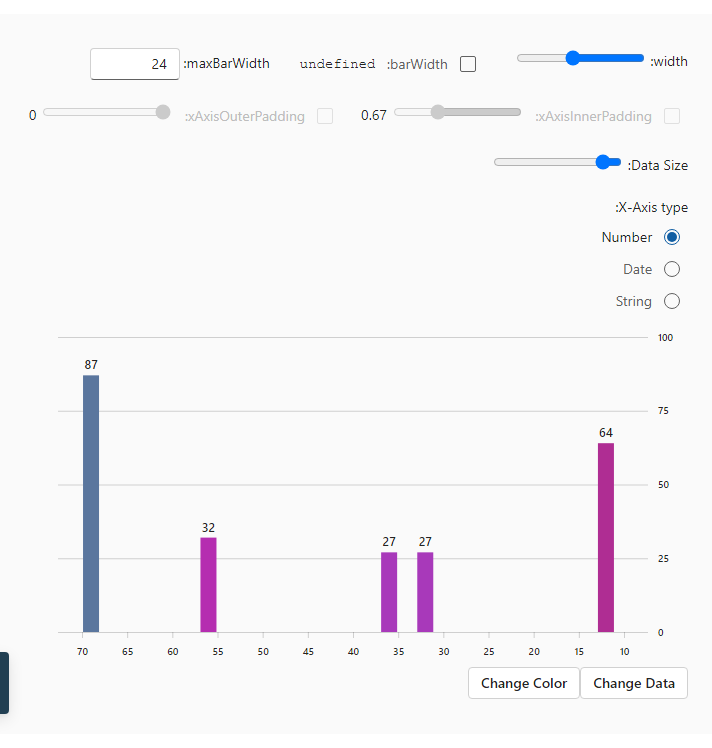 24 :maxBarWidth undefined :barWidth :width
0 :xAxisOuterPadding 0.67 :xAxisInnerPadding
:Data Size
:X-Axis type
Number
Date
String
100
87
75
64
50
32
27 27
25
0
70 65 60 55 50 45 40 35 30 25 20 15 10
Change Color Change Data